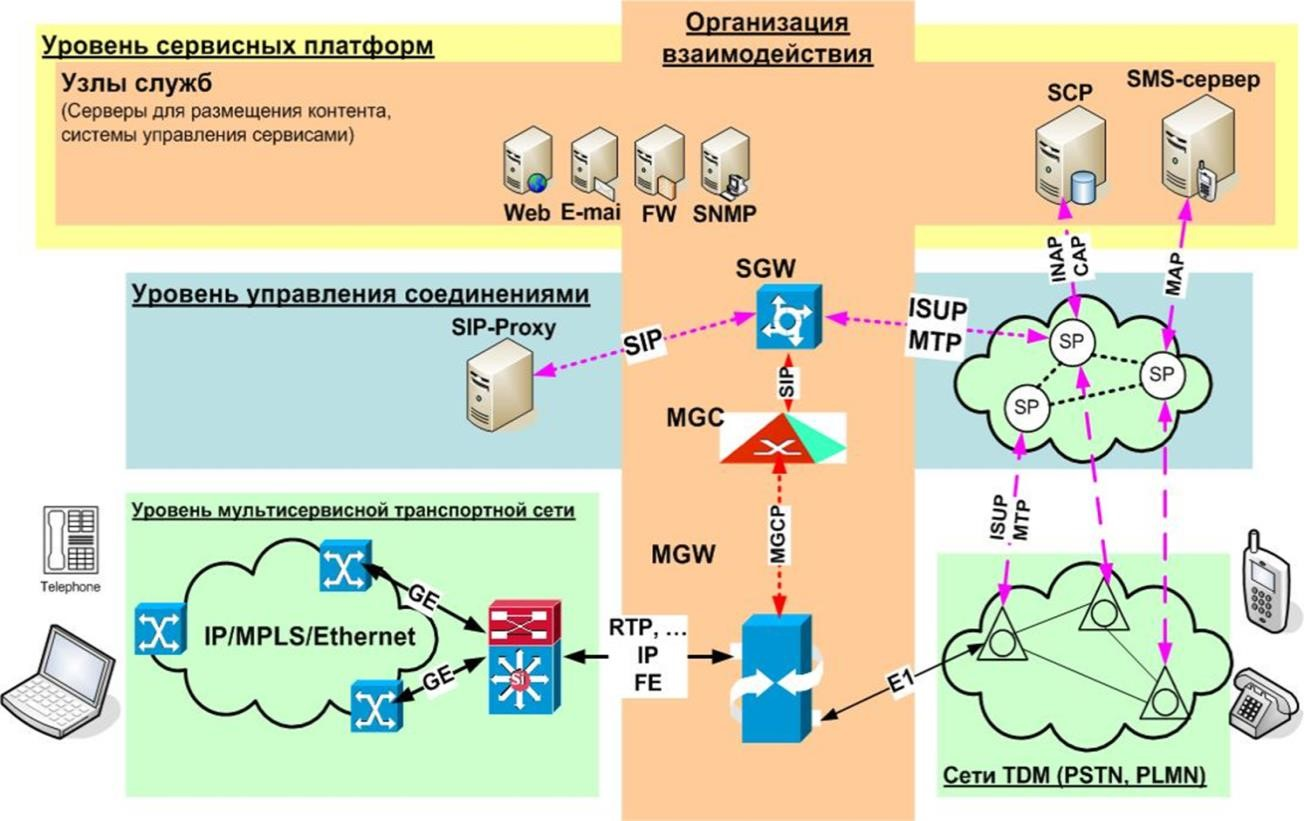 Организация
взаимодействия
Уровень сервисных платформ
Узлы служб
(Серверы для размещения контента,
системы управления сервисами)
SCP
SMS-сервер
Web
E-mai
FW
SNMP
INAP
CAP
MAP
SGW
Уровень управления соединениями
SIP-Proxy
SIP
ISUP
MTP
SP
SP
SP
SIP
MGC
ISUP
MTP
MGCP
Уровень мультисервисной транспортной сети
MGW
Telephone
GE
IP/MPLS/Ethernet
RTP, ...
IP
FE
GE
Si
E1
Сети TDM (PSTN, PLMN)